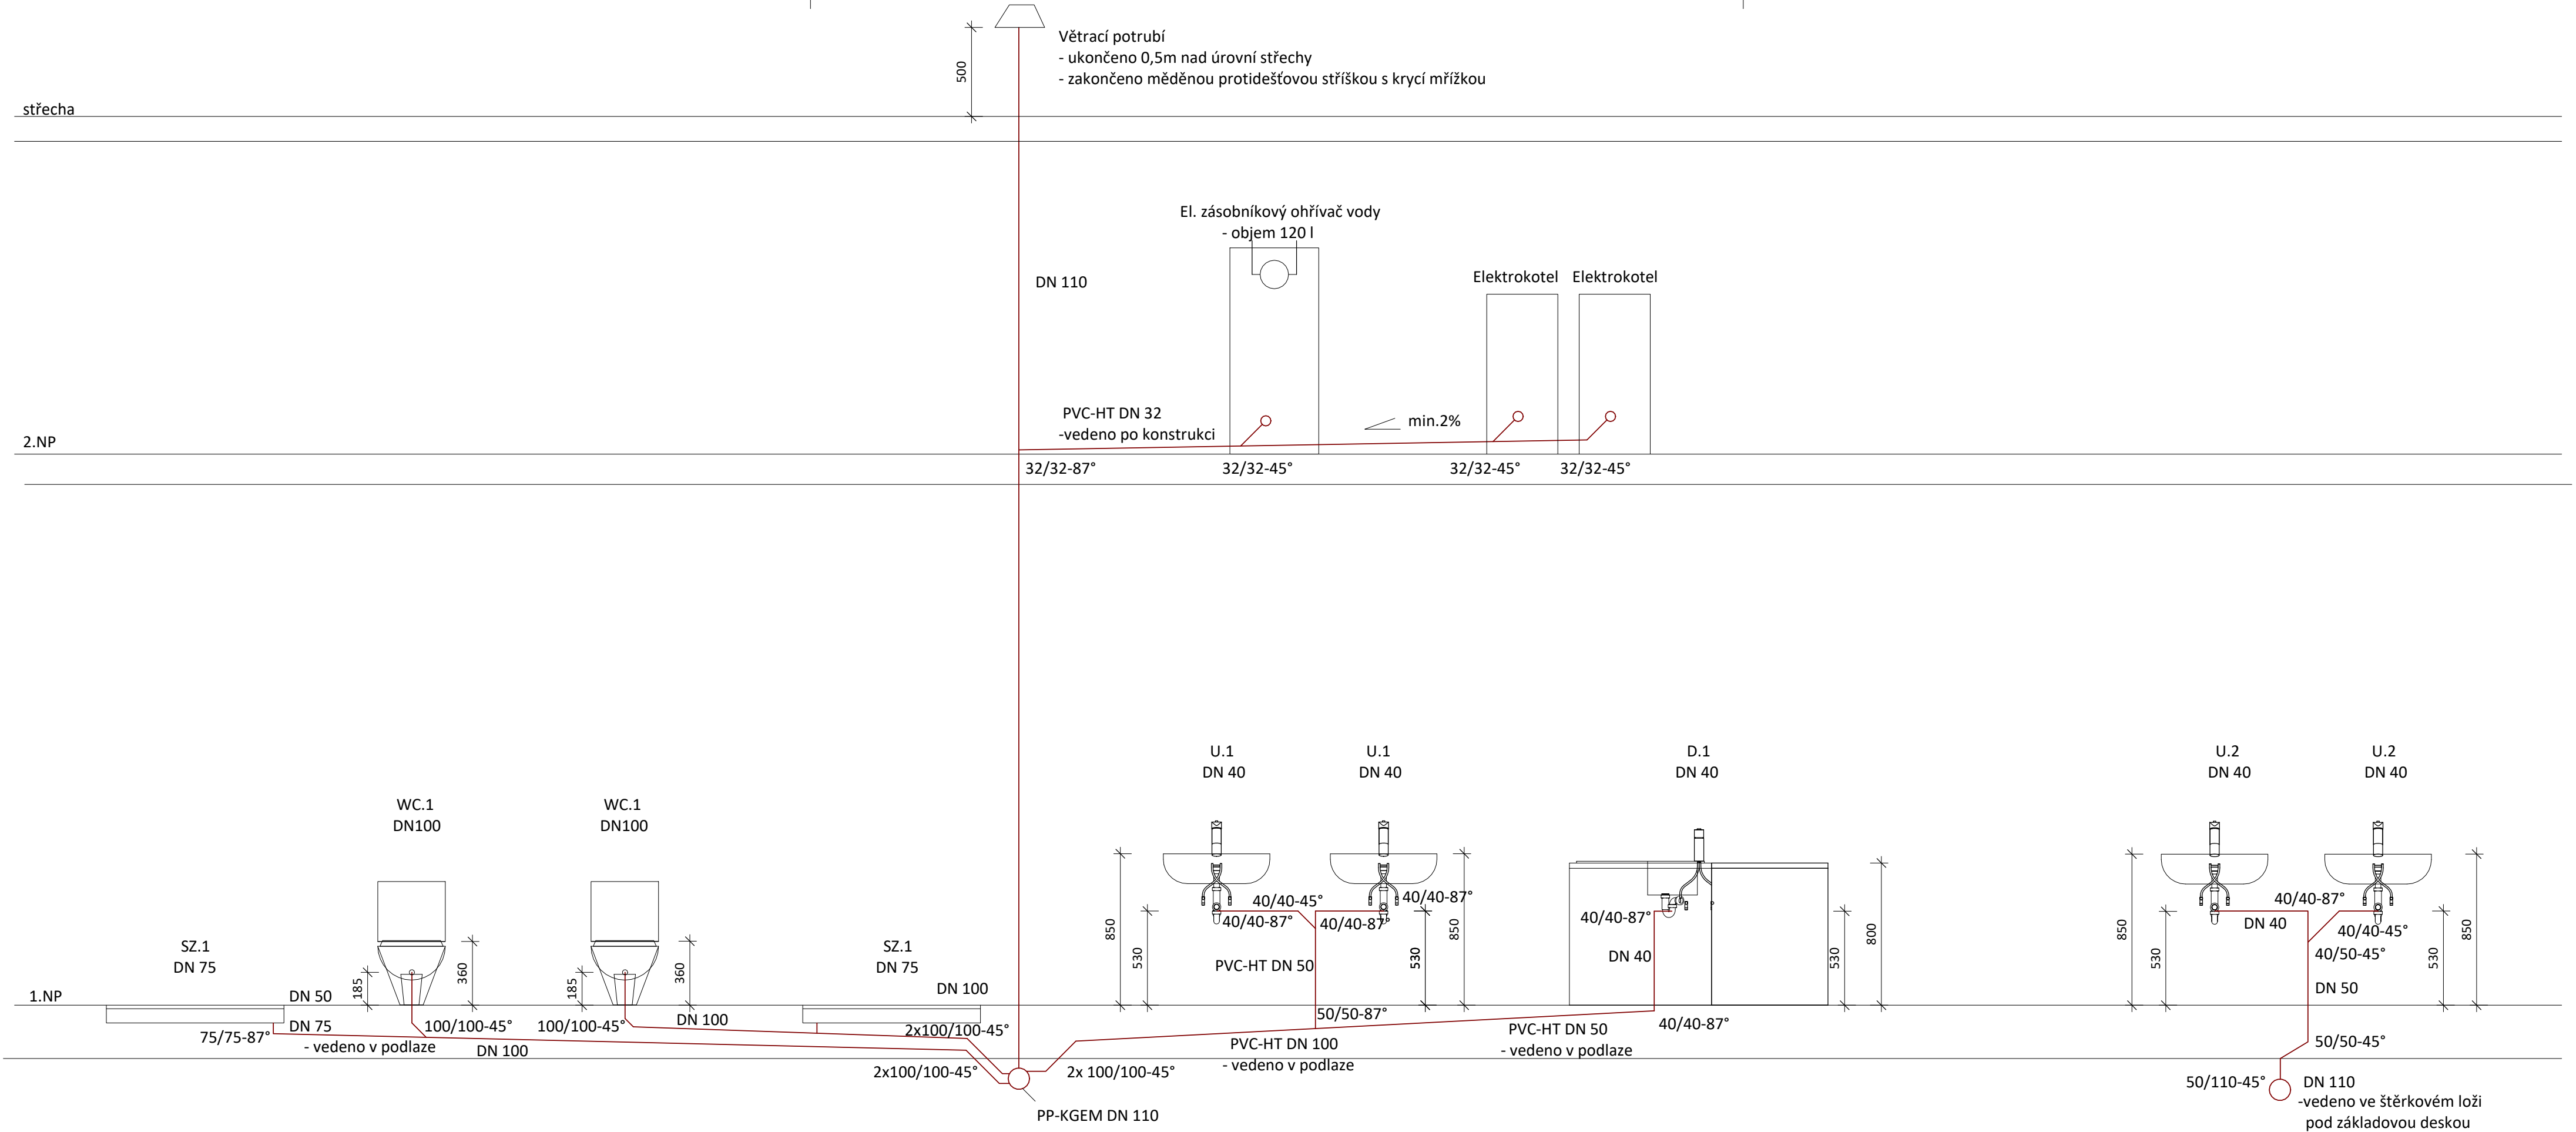 Větrací potrubí
- ukončeno 0,5m nad úrovní střechy
- zakončeno měděnou protidešťovou stříškou s krycí mřížkou
500
střecha
El. zásobníkový ohřívač vody
- objem 120 l
DN 110
Elektrokotel
Elektrokotel
PVC-HT DN 32
-vedeno po konstrukci
min.2%
2.NP
32/32-87°
32/32-45°
32/32-45°
32/32-45°
U.1
DN 40
U.1
DN 40
D.1
DN 40
U.2
DN 40
U.2
DN 40
WC.1
DN100
WC.1
DN100
SZ.1
DN 75
SZ.1
DN 75
185
360
185
360
850
530
40/40-45°
40/40-87°
40/40-87°
40/40-87°
PVC-HT DN 50
530
850
40/40-87°
DN 40
530
800
850
530
DN 40
40/40-87°
40/40-45°
40/50-45°
530
850
1.NP
DN 50
DN 100
DN 50
75/75-87°
DN 75
- vedeno v podlaze
100/100-45°
DN 100
100/100-45°
DN 100
2x100/100-45°
2x100/100-45°
2x 100/100-45°
50/50-87°
PVC-HT DN 100
- vedeno v podlaze
PVC-HT DN 50
- vedeno v podlaze
40/40-87°
50/50-45°
50/110-45°
DN 110
-vedeno ve štěrkovém loži
pod základovou deskou
PP-KGEM DN 110